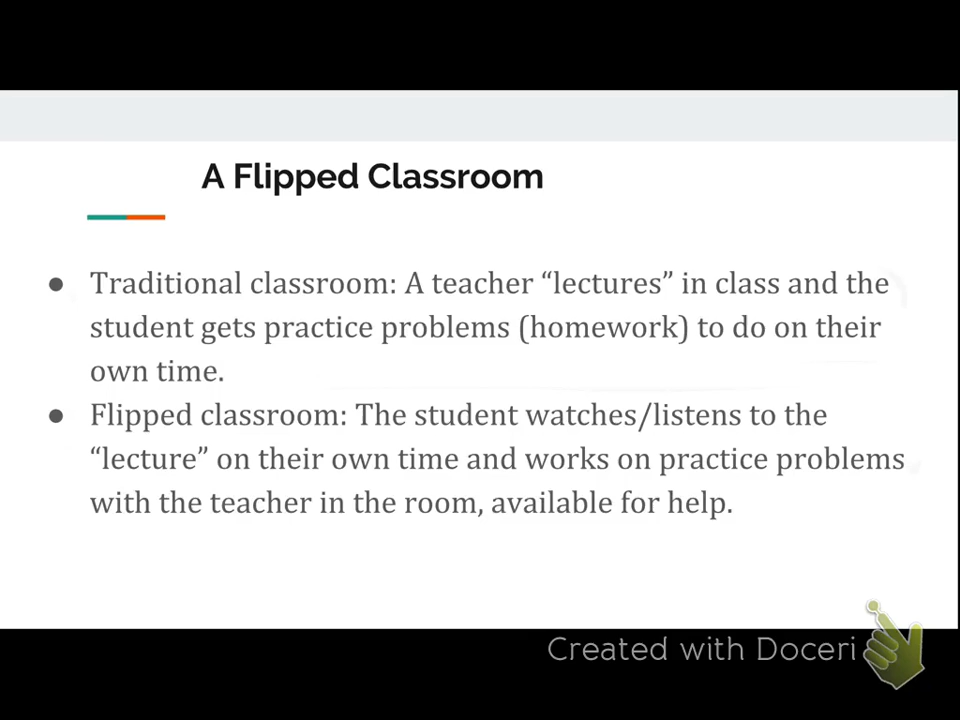 A Flipped Classroom
● Traditional classroom: A teacher “lectures” in class and the
student gets practice problems (homework) to do on their
own time.
● Flipped classroom: The student watches/listens to the
“lecture” on their own time and works on practice problems
with the teacher in the room, available for help.
Created with Doceri